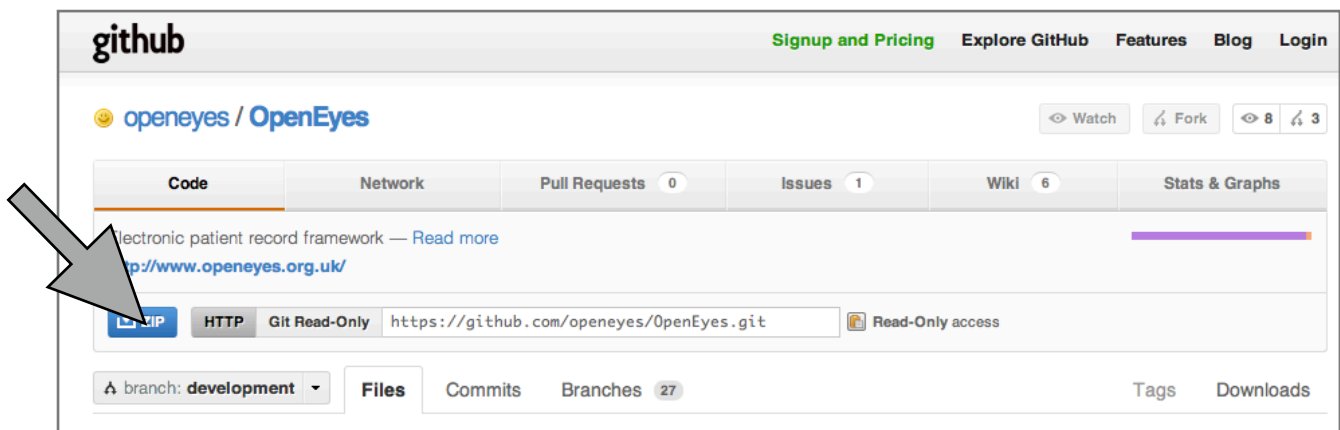 github Signup and Pricing Explore GitHub Features Blog Login
openeyes / OpenEyes Watch Fork 8 3
Code Network Pull Requests 0 Issues 1 Wiki 6 Stats & Graphs
lectronic patient record framework — Read more
tp://www.openeyes.org.uk/
IP HTTP Git Read-Only https://github.com/openeyes/OpenEyes.git Read-Only access
branch: development Files Commits Branches 27 Tags Downloads